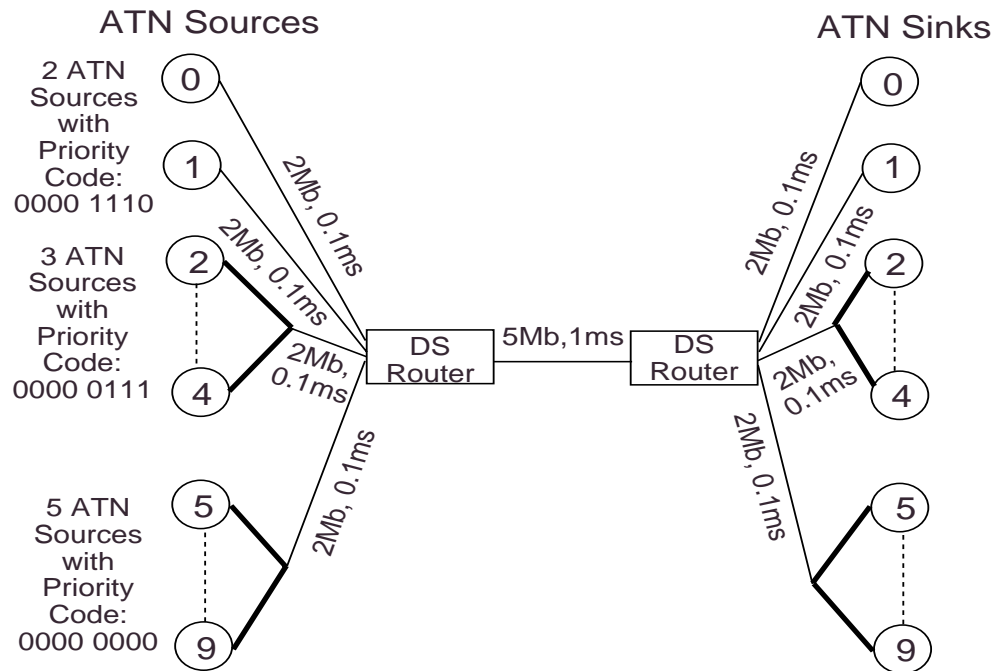 ATN Sources
ATN Sinks
2 ATN
Sources
with
Priority
Code:
0000 1110
0
1
2Mb, 0.1ms
2Mb, 0.1ms
3 ATN
Sources
with
Priority
Code:
0000 0111
2
4
2Mb,
0.1ms
5 ATN
Sources
with
Priority
Code:
0000 0000
5
9
2Mb, 0.1ms
DS
Router
5Mb,1ms
DS
Router
0
1
2Mb, 0.1ms
2Mb, 0.1ms
2
4
2Mb,
0.1ms
2Mb,
0.1ms
5
9